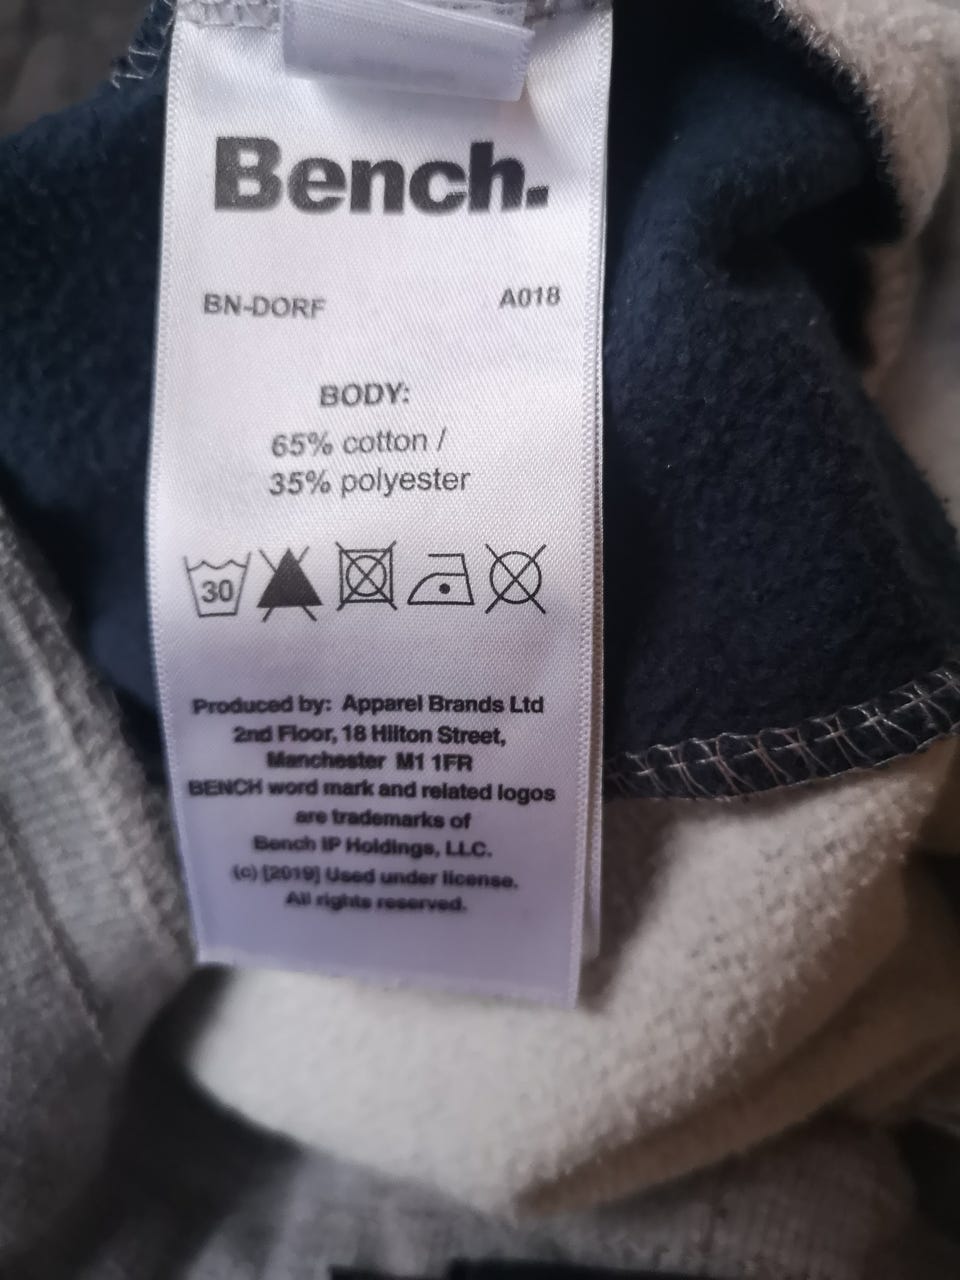 Bench.
BN-DORF A018
BODY:
65% cotton /
35% polyester
30
Produced by: Apparel Brands Ltd
2nd Floor, 18 Hilton Street,
Manchester M1 1FR
BENCH word mark and related logos
are trademarks of
Bench IP Holdings, LLC.
(c) [2019] Used under license.
All rights reserved.